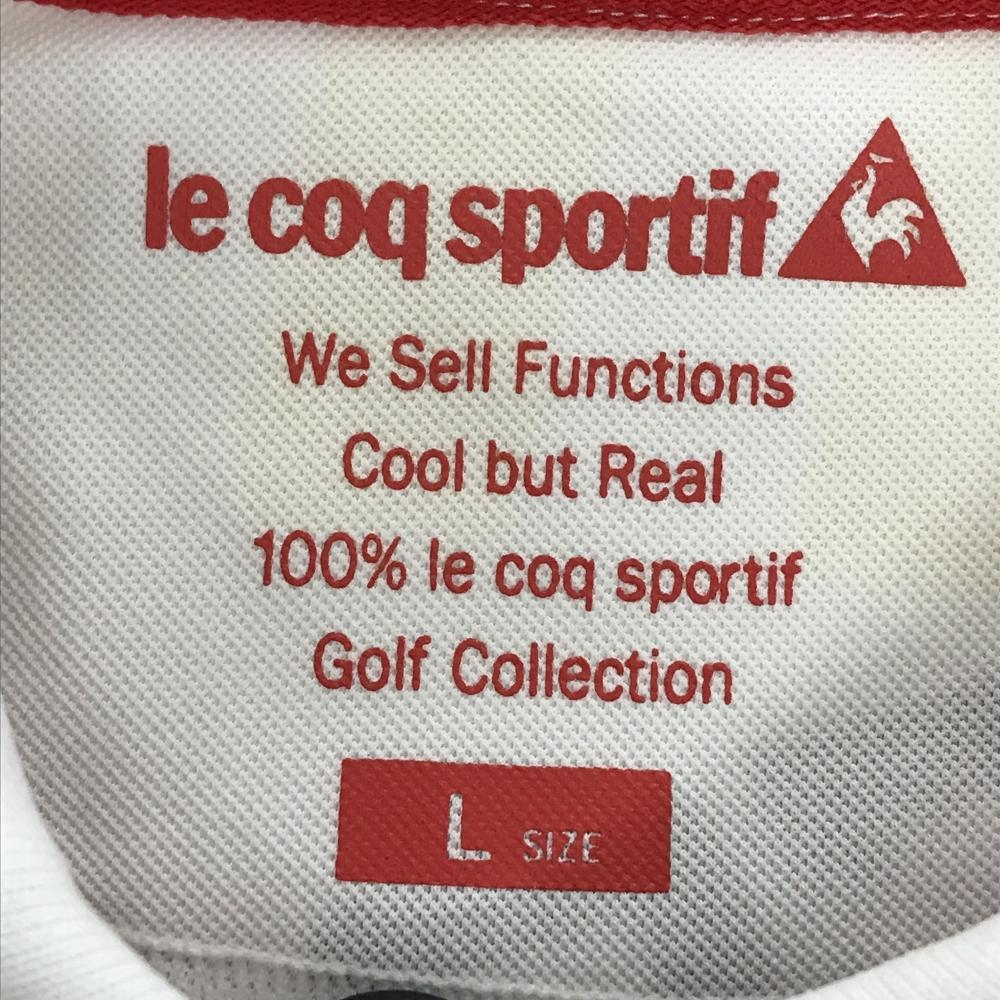 le coq sportif
We Sell Functions
Cool but Real
100% le coq sportif
Golf Collection
L SIZE